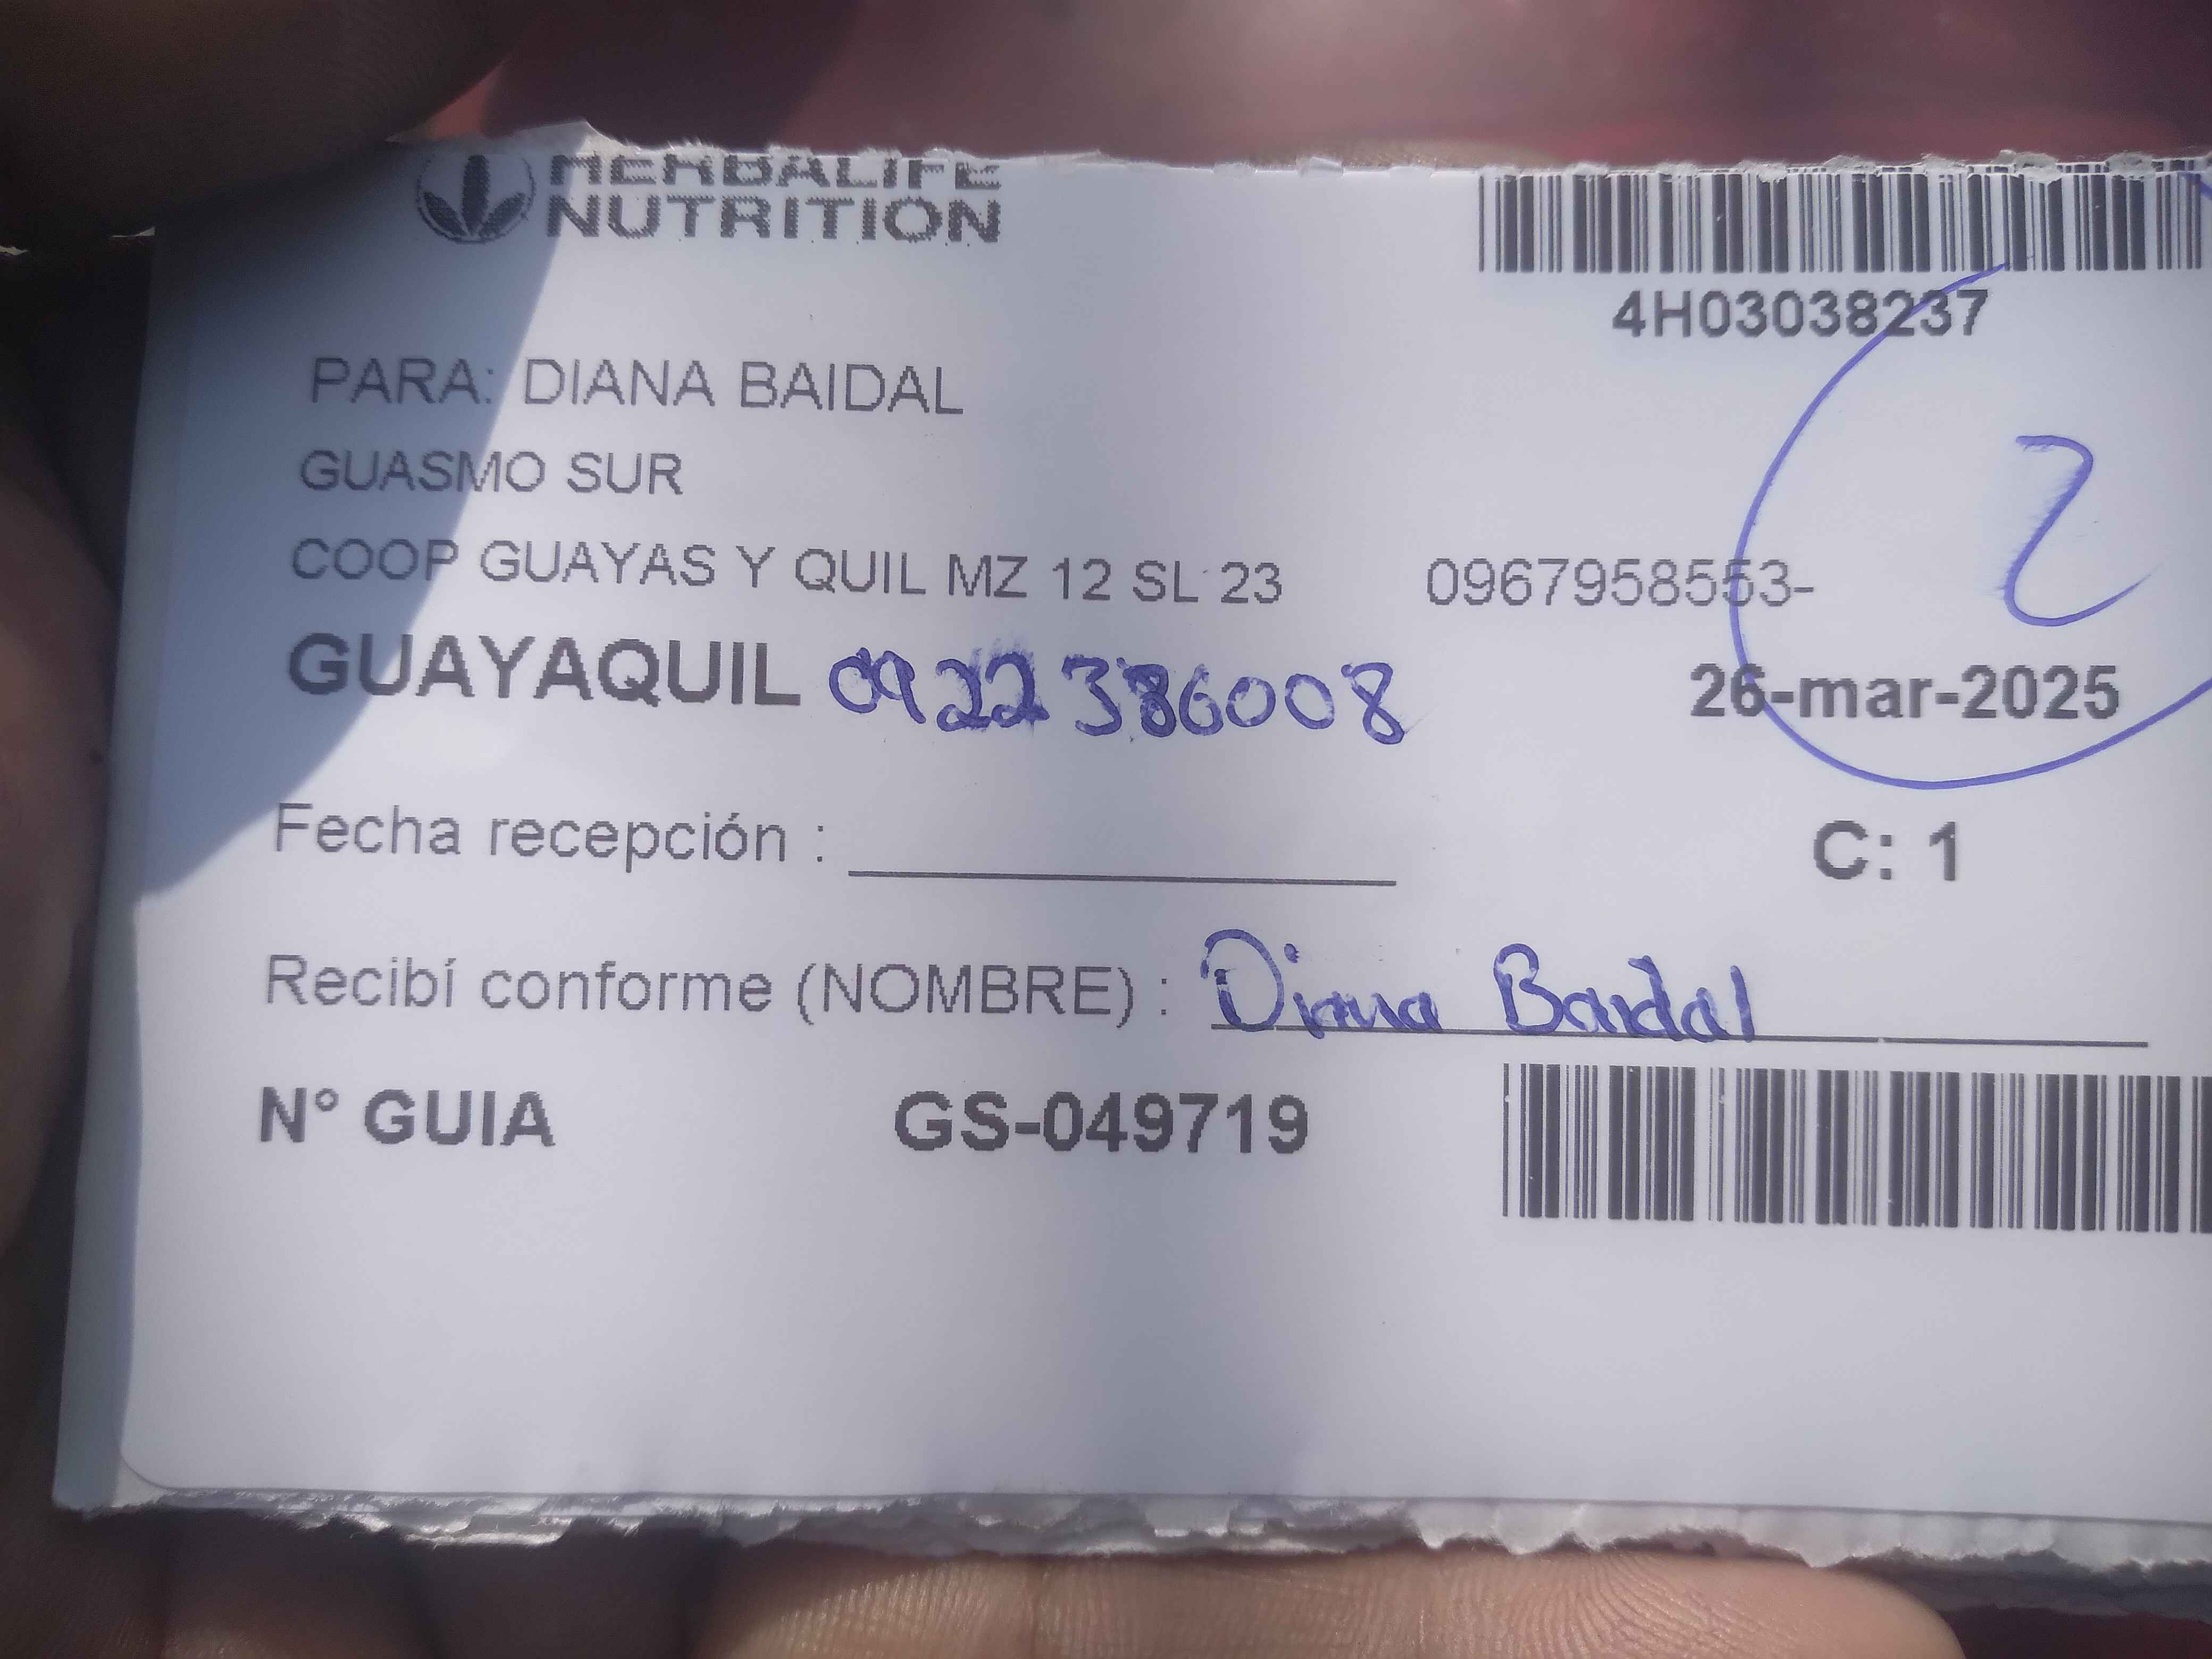 HERBALIFE
NUTRITION
4H03038237
PARA: DIANA BAIDAL
GUASMO SUR
2
COOP GUAYAS Y QUIL MZ 12 SL 23 0967958553-
GUAYAQUIL 0922386008 26-mar-2025
Fecha recepción : C: 1
Recibí conforme (NOMBRE) : Diana Baidal
N° GUIA GS-049719